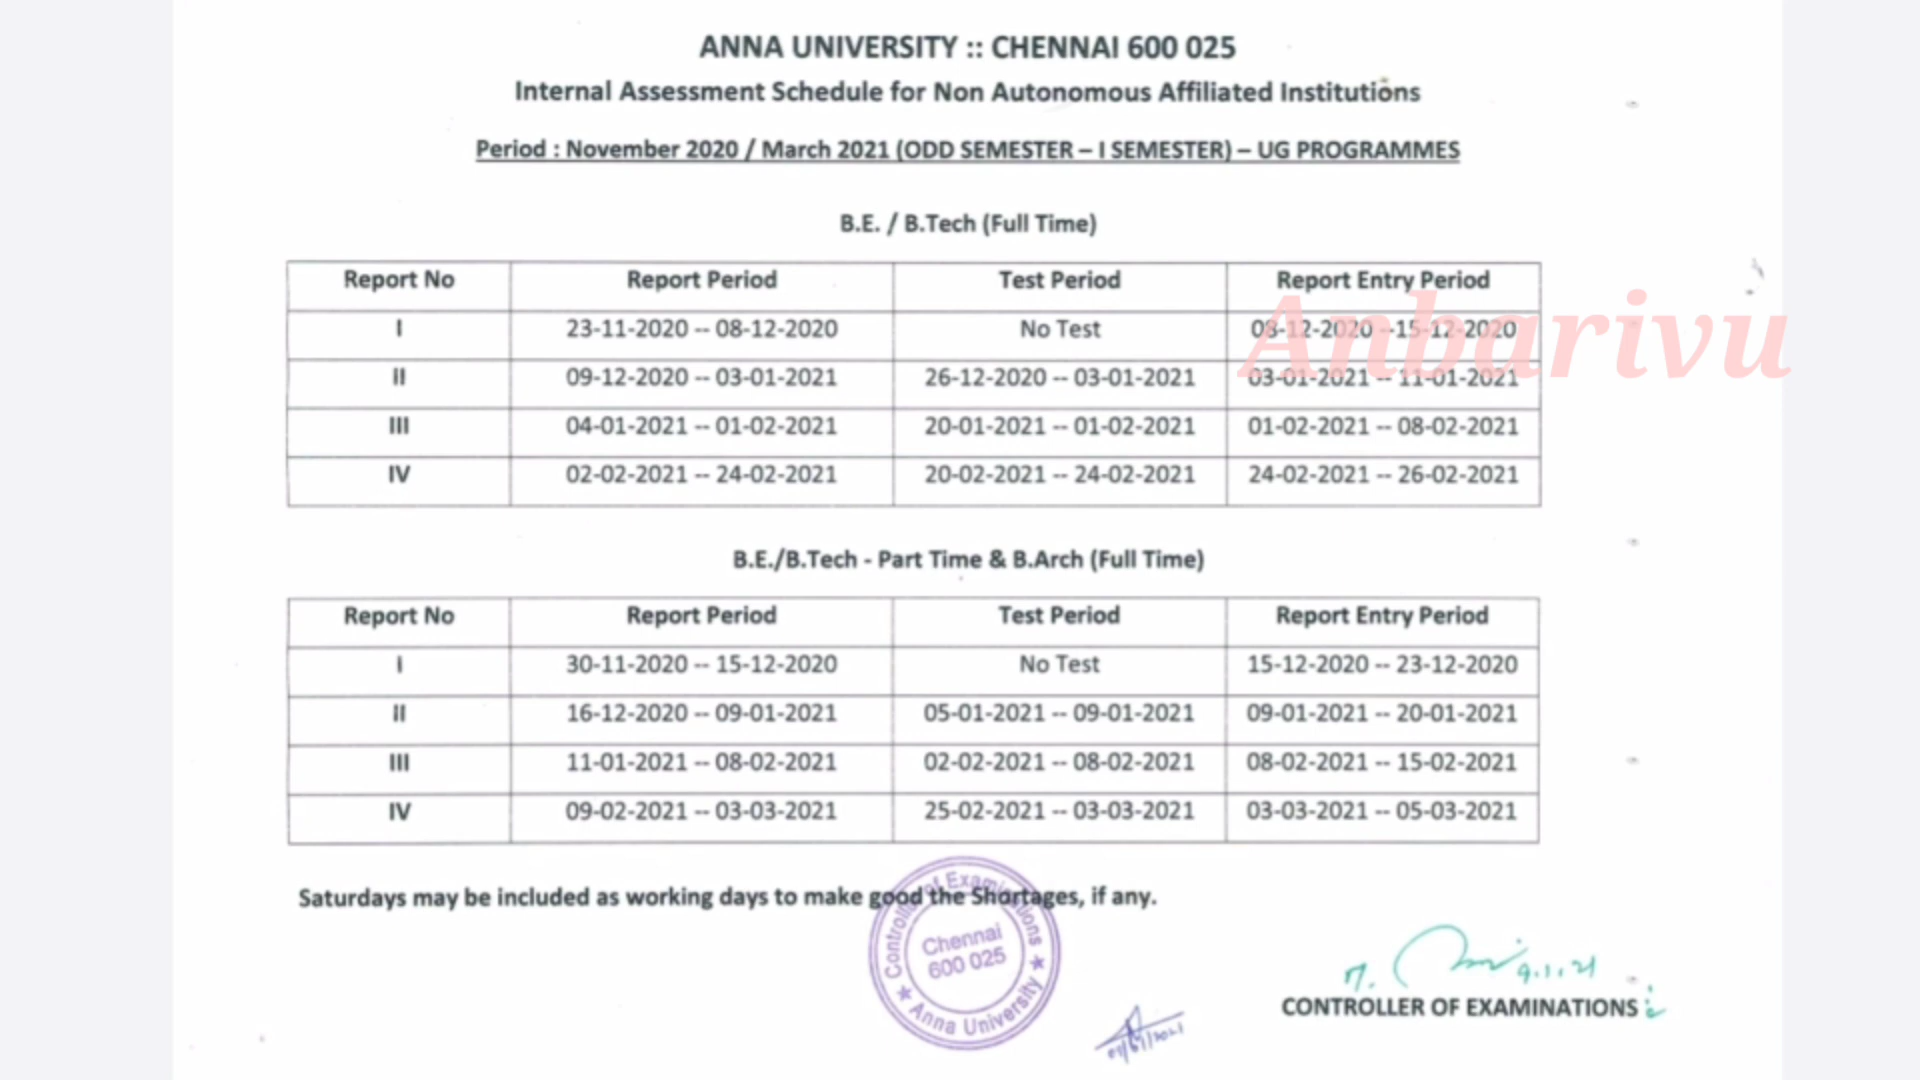 ANNA UNIVERSITY :: CHENNAI 600 025
Internal Assessment Schedule for Non Autonomous Affiliated Institutions
Period : November 2020 / March 2021 (ODD SEMESTER – I SEMESTER) – UG PROGRAMMES
B.E. / B.Tech (Full Time)
Report No Report Period Test Period Report Entry Period
I 23-11-2020 -- 08-12-2020 No Test 08-12-2020 --15-12-2020
Anbarivu
II 09-12-2020 -- 03-01-2021 26-12-2020 -- 03-01-2021 03-01-2021 -- 11-01-2021
III 04-01-2021 -- 01-02-2021 20-01-2021 -- 01-02-2021 01-02-2021 -- 08-02-2021
IV 02-02-2021 -- 24-02-2021 20-02-2021 -- 24-02-2021 24-02-2021 -- 26-02-2021
B.E./B.Tech - Part Time & B.Arch (Full Time)
Report No Report Period Test Period Report Entry Period
I 30-11-2020 -- 15-12-2020 No Test 15-12-2020 -- 23-12-2020
II 16-12-2020 -- 09-01-2021 05-01-2021 -- 09-01-2021 09-01-2021 -- 20-01-2021
III 11-01-2021 -- 08-02-2021 02-02-2021 -- 08-02-2021 08-02-2021 -- 15-02-2021
IV 09-02-2021 -- 03-03-2021 25-02-2021 -- 03-03-2021 03-03-2021 -- 05-03-2021
Saturdays may be included as working days to make good the Shortages, if any.
Controller of Examinations
Chennai
600 025
★ Anna University ★
9.1.21
CONTROLLER OF EXAMINATIONS